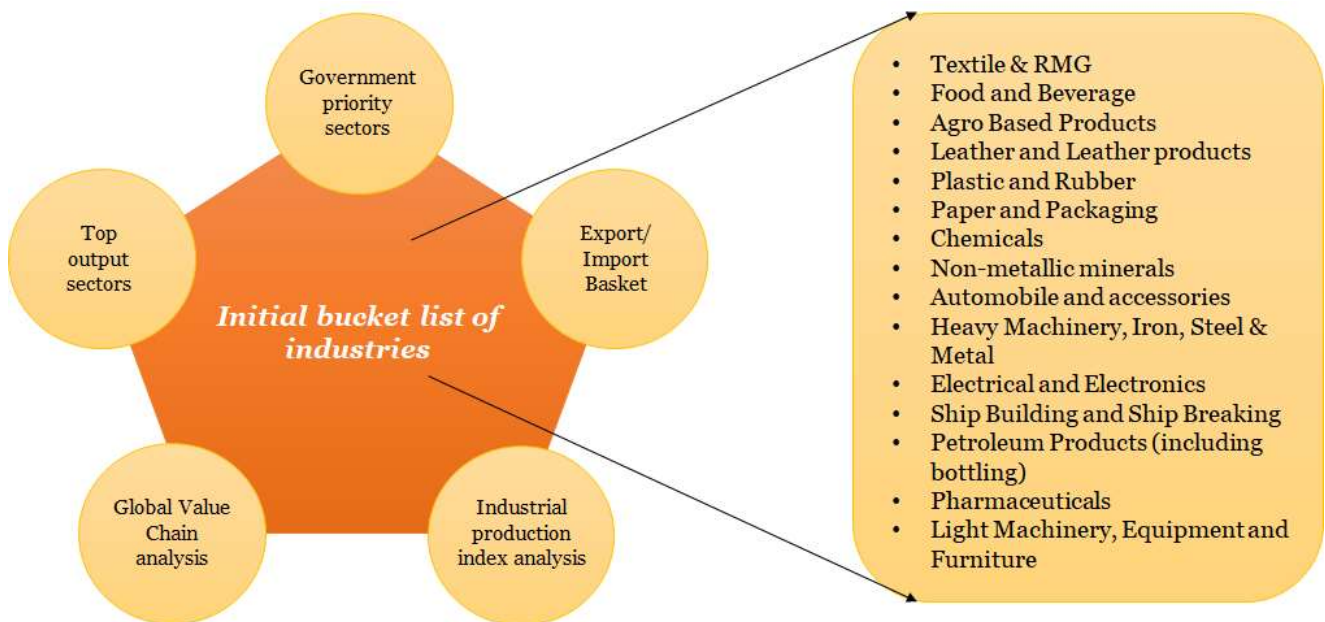 Government
priority
sectors
Top
output
sectors
Export/
Import
Basket
Initial bucket list of
industries
Global Value
Chain
analysis
Industrial
production
index analysis
• Textile & RMG
• Food and Beverage
• Agro Based Products
• Leather and Leather products
• Plastic and Rubber
• Paper and Packaging
• Chemicals
• Non-metallic minerals
• Automobile and accessories
• Heavy Machinery, Iron, Steel &
Metal
• Electrical and Electronics
• Ship Building and Ship Breaking
• Petroleum Products (including
bottling)
• Pharmaceuticals
• Light Machinery, Equipment and
Furniture